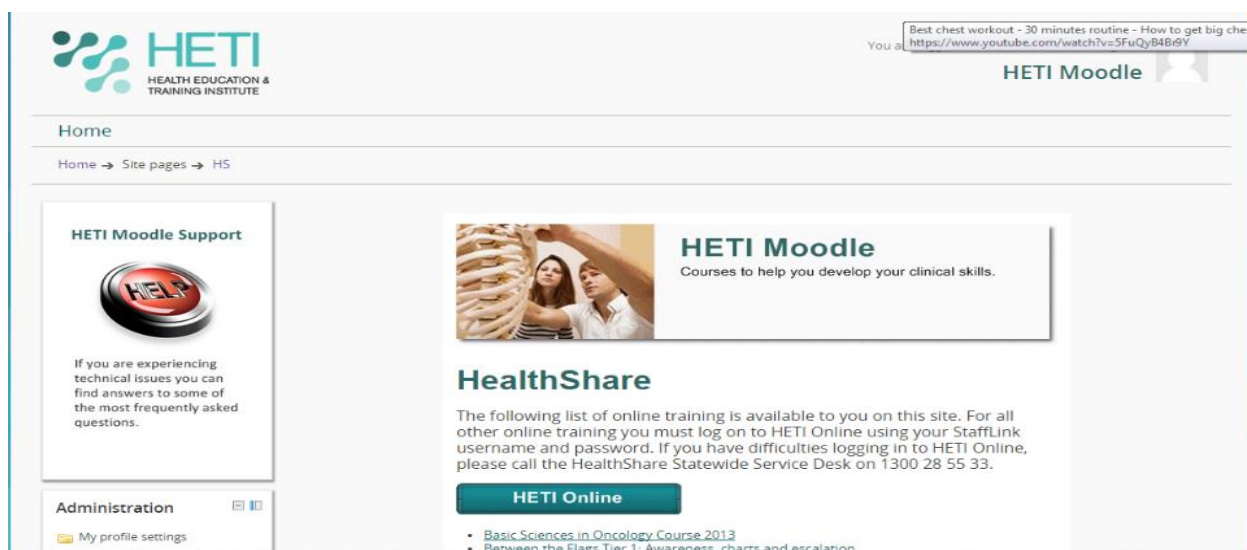 HETI
HEALTH EDUCATION &
TRAINING INSTITUTE
Best chest workout - 30 minutes routine - How to get big che
https://www.youtube.com/watch?v=5FuQyB4Br9Y
You a
HETI Moodle
Home
Home → Site pages → HS
HETI Moodle Support
HELP
If you are experiencing
technical issues you can
find answers to some of
the most frequently asked
questions.
Administration
My profile settings
HETI Moodle
Courses to help you develop your clinical skills.
HealthShare
The following list of online training is available to you on this site. For all
other online training you must log on to HETI Online using your StaffLink
username and password. If you have difficulties logging in to HETI Online,
please call the HealthShare Statewide Service Desk on 1300 28 55 33.
HETI Online
• Basic Sciences in Oncology Course 2013
• Between the Flags Tier 1: Awareness, charts and escalation